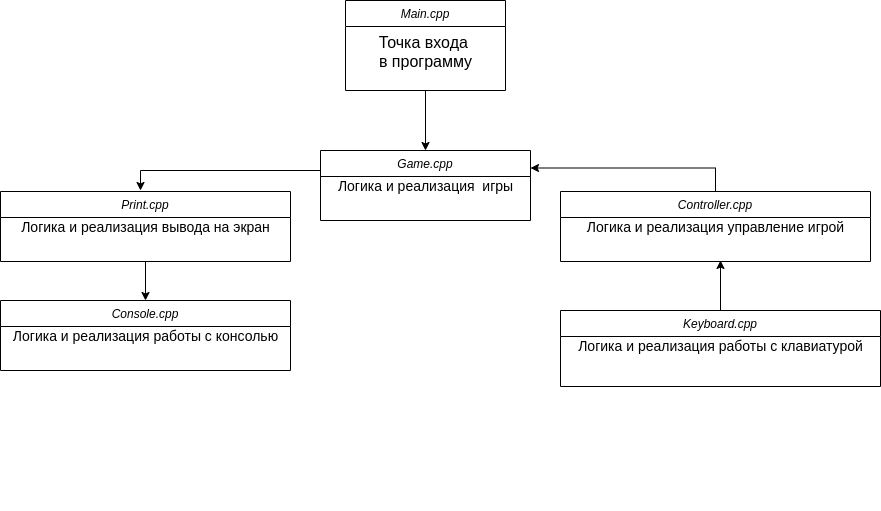 Main.cpp
Точка входа
в программу
Game.cpp
Логика и реализация  игры
Print.cpp
Логика и реализация вывода на экран
Controller.cpp
Логика и реализация управление игрой
Console.cpp
Логика и реализация работы с консолью
Keyboard.cpp
Логика и реализация работы с клавиатурой